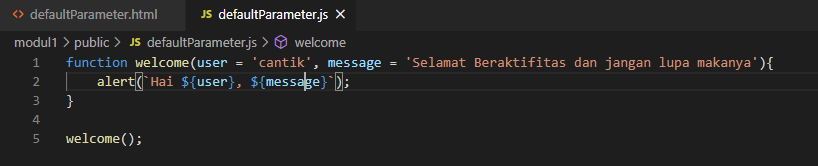 defaultParameter.html JS defaultParameter.js
modul1 > public > JS defaultParameter.js > welcome
1 function welcome(user = 'cantik', message = 'Selamat Beraktifitas dan jangan lupa makanya'){
2 alert(`Hai ${user}, ${message}`);
3 }
4
5 welcome();